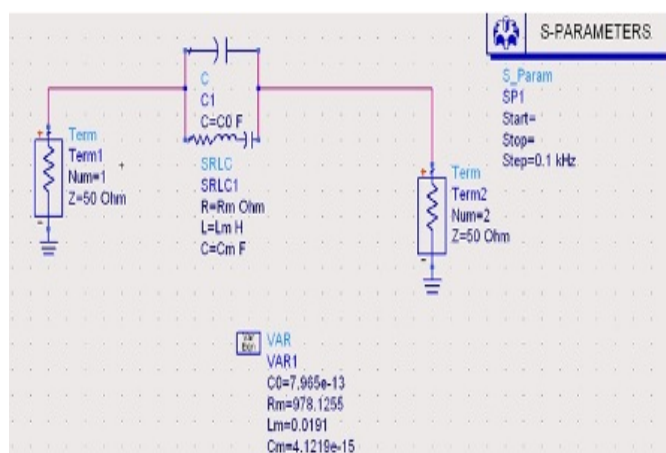 S-PARAMETERS
S_Param
SP1
Start=
Stop=
Step=0.1 kHz
C
C1
C=C0 F
SRLC
SRLC1
R=Rm Ohm
L=Lm H
C=Cm F
Term
Term1
Num=1
Z=50 Ohm
Term
Term2
Num=2
Z=50 Ohm
Var
Eqn
VAR
VAR1
C0=7.965e-13
Rm=978.1255
Lm=0.0191
Cm=4.1219e-15